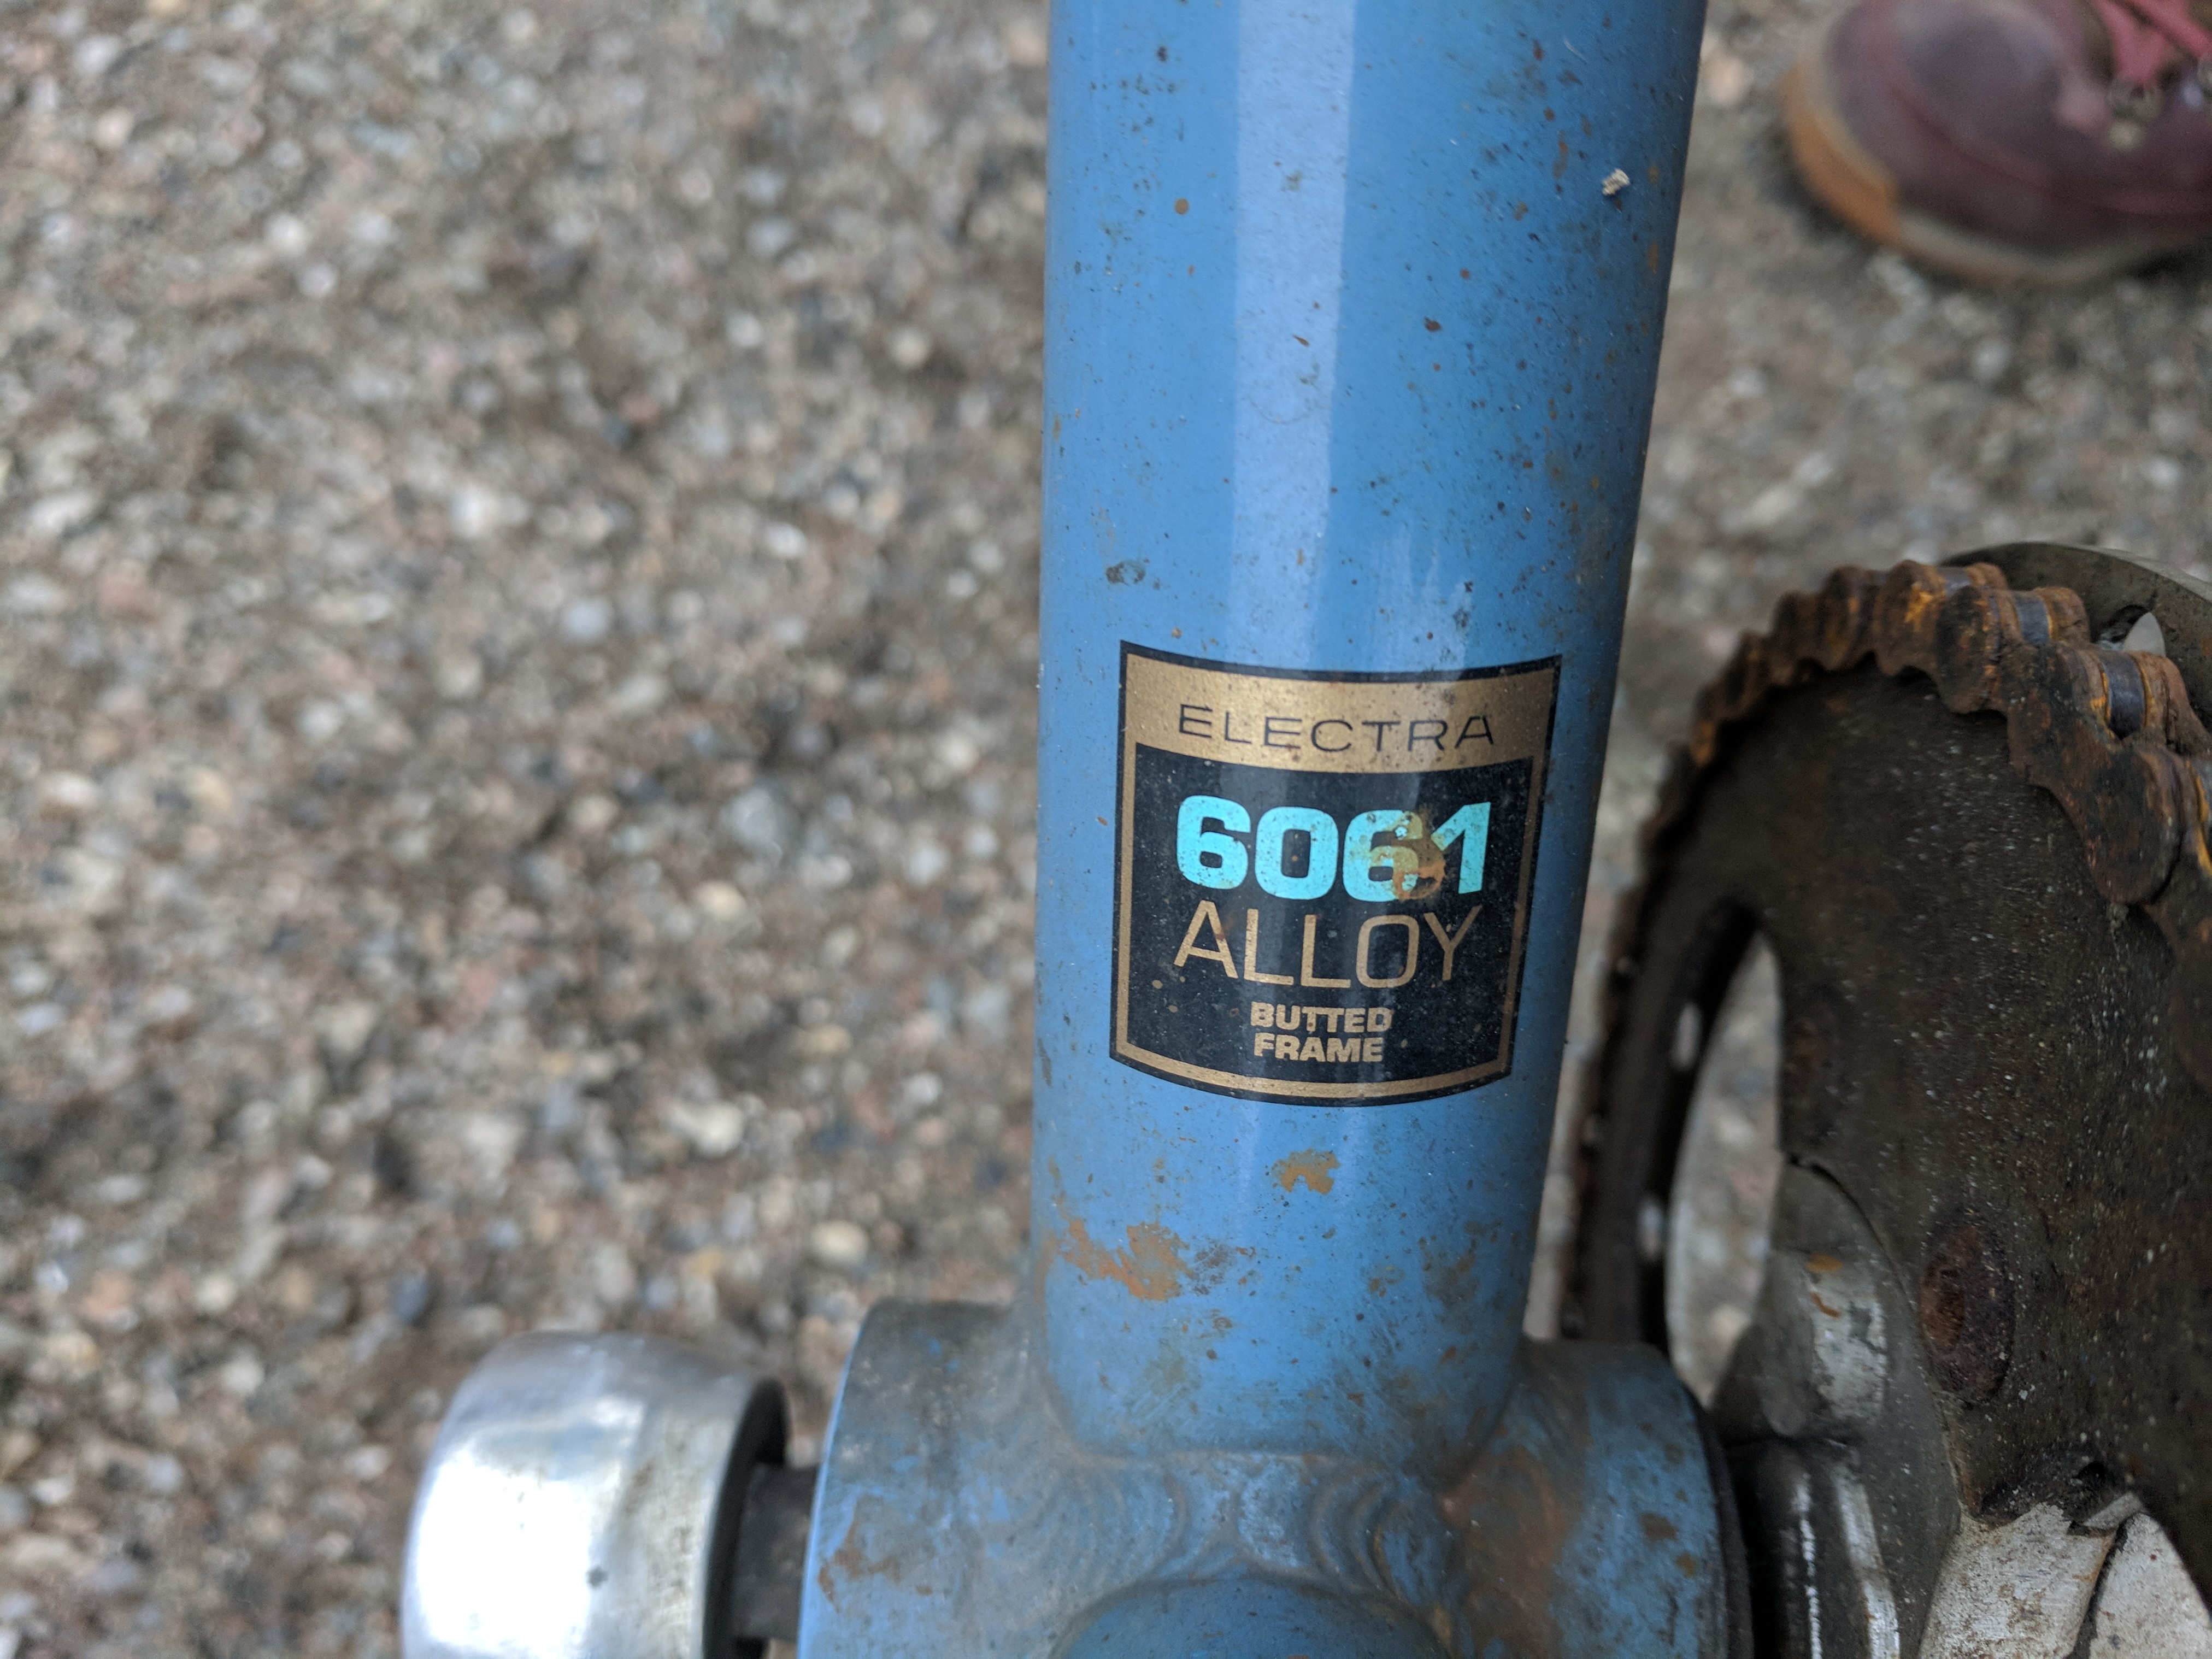 ELECTRA
6061
ALLOY
BUTTED
FRAME